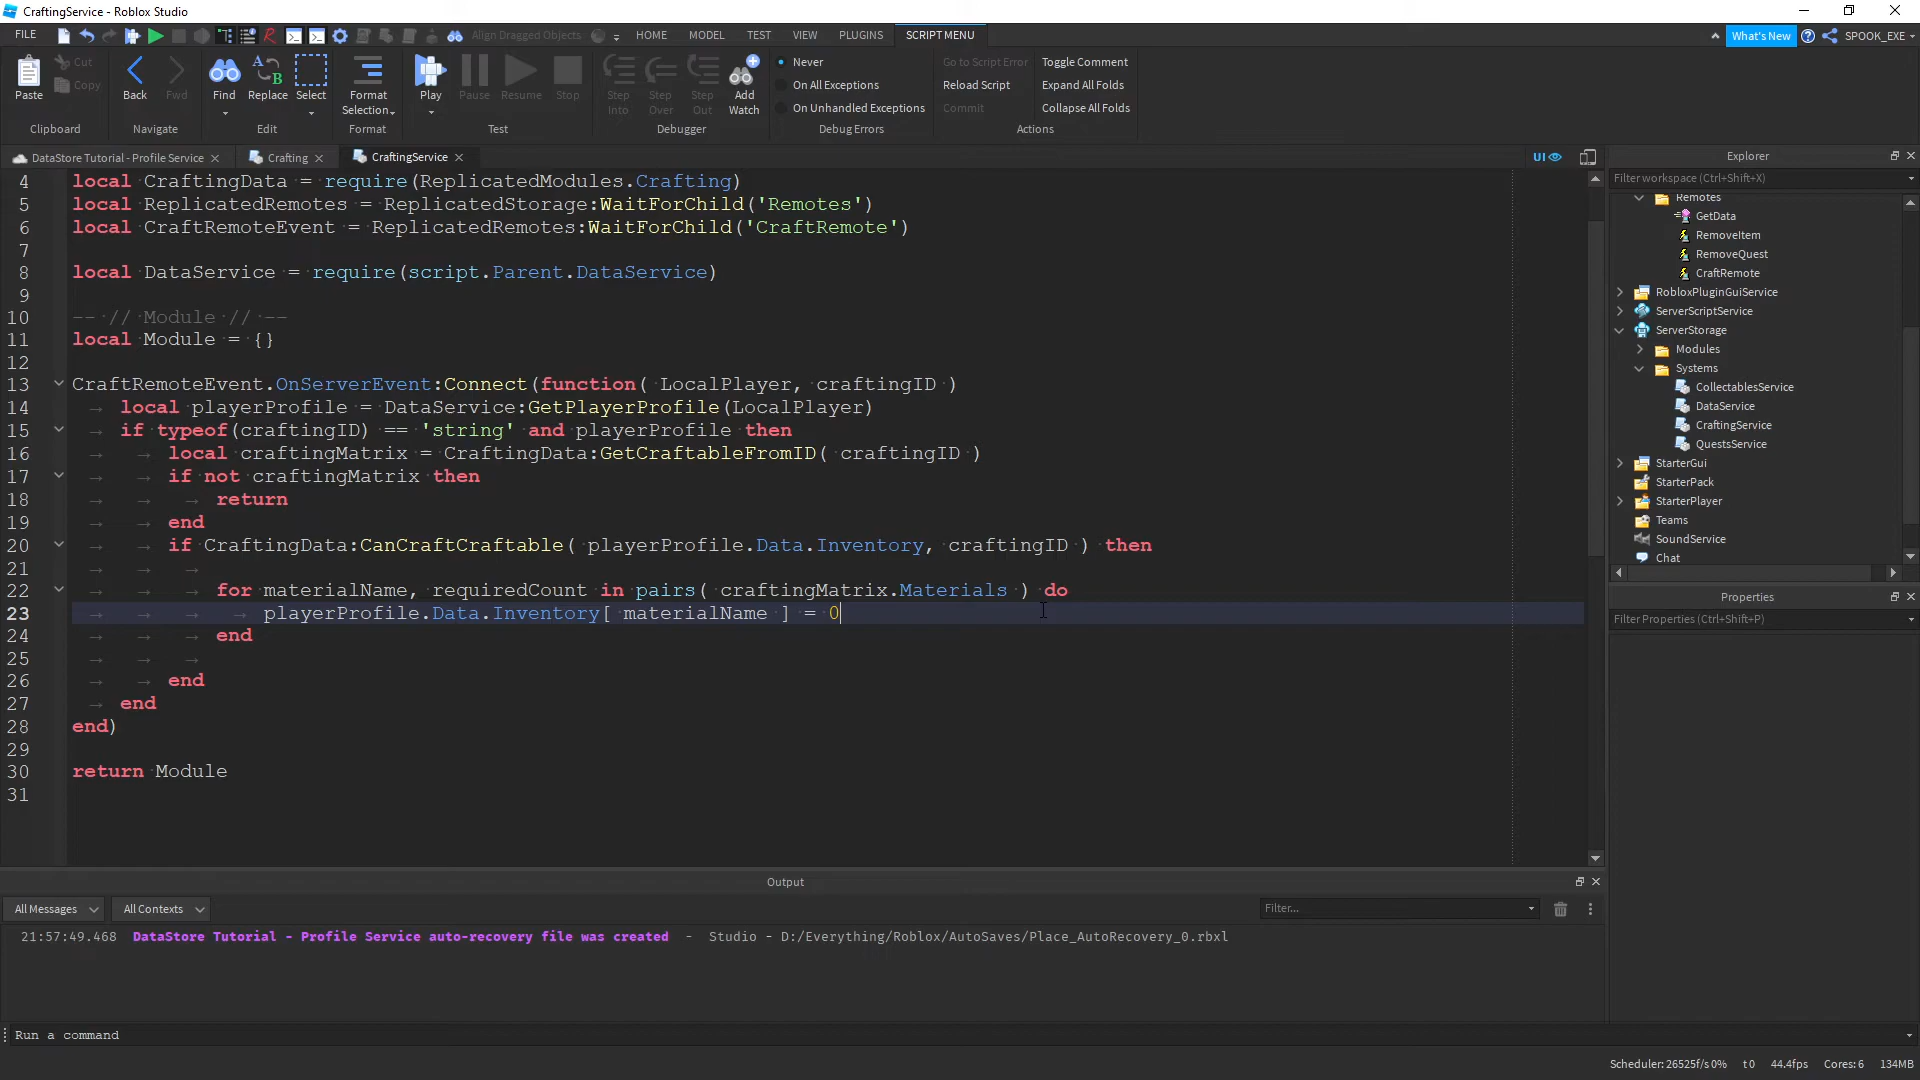 CraftingService - Roblox Studio
FILE
Align Dragged Objects
HOME
MODEL
TEST
VIEW
PLUGINS
SCRIPT MENU
What's New
SPOOK_EXE
Paste
Cut
Copy
Back
Fwd
Find
Replace
Select
Format
Selection
Play
Pause
Resume
Stop
Step
Into
Step
Over
Step
Out
Add
Watch
Never
On All Exceptions
On Unhandled Exceptions
Go to Script Error
Reload Script
Commit
Toggle Comment
Expand All Folds
Collapse All Folds
Clipboard
Navigate
Edit
Format
Test
Debugger
Debug Errors
Actions
DataStore Tutorial - Profile Service
Crafting
CraftingService
UI
4 local CraftingData = require(ReplicatedModules.Crafting)
5 local ReplicatedRemotes = ReplicatedStorage:WaitForChild('Remotes')
6 local CraftRemoteEvent = ReplicatedRemotes:WaitForChild('CraftRemote')
7
8 local DataService = require(script.Parent.DataService)
9
10 -- // Module // --
11 local Module = {}
12
13 CraftRemoteEvent.OnServerEvent:Connect(function( LocalPlayer, craftingID )
14 local playerProfile = DataService:GetPlayerProfile(LocalPlayer)
15 if typeof(craftingID) == 'string' and playerProfile then
16 local craftingMatrix = CraftingData:GetCraftableFromID( craftingID )
17 if not craftingMatrix then
18 return
19 end
20 if CraftingData:CanCraftCraftable( playerProfile.Data.Inventory, craftingID ) then
21
22 for materialName, requiredCount in pairs( craftingMatrix.Materials ) do
23 playerProfile.Data.Inventory[ materialName ] = 0
24 end
25
26 end
27 end
28 end)
29
30 return Module
31
Explorer
Filter workspace (Ctrl+Shift+X)
Remotes
GetData
RemoveItem
RemoveQuest
CraftRemote
RobloxPluginGuiService
ServerScriptService
ServerStorage
Modules
Systems
CollectablesService
DataService
CraftingService
QuestsService
StarterGui
StarterPack
StarterPlayer
Teams
SoundService
Chat
Properties
Filter Properties (Ctrl+Shift+P)
Output
All Messages
All Contexts
Filter...
21:57:49.468 DataStore Tutorial - Profile Service auto-recovery file was created - Studio - D:/Everything/Roblox/AutoSaves/Place_AutoRecovery_0.rbxl
Run a command
Scheduler: 26525f/s 0% t0 44.4fps Cores: 6 134MB